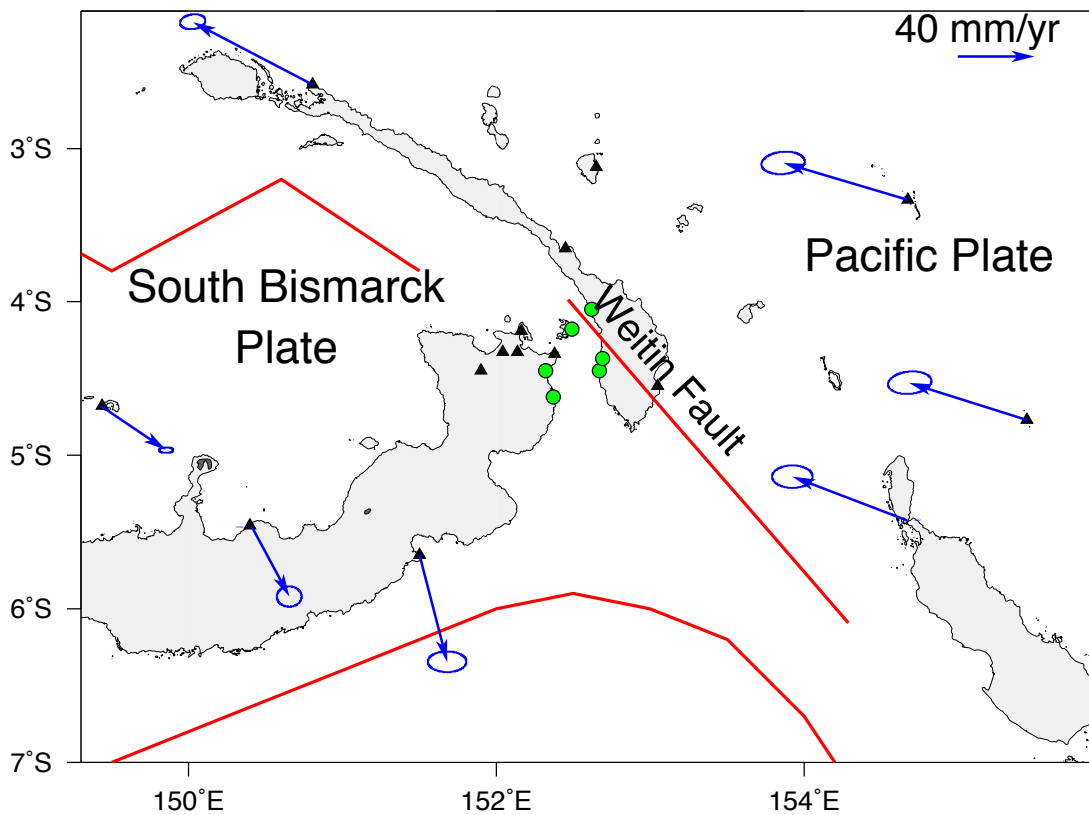 40 mm/yr
3˚S
Pacific Plate
South Bismarck
Plate
4˚S
Weitin Fault
5˚S
6˚S
7˚S
150˚E
152˚E
154˚E